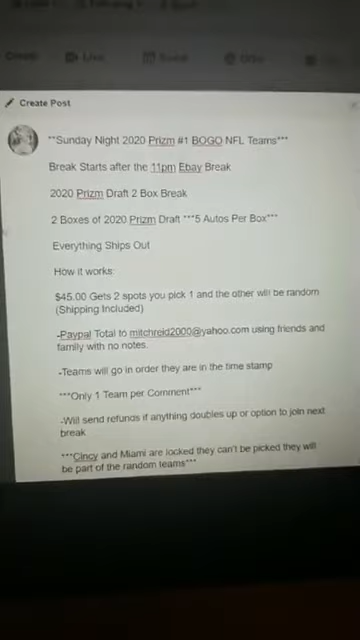 Create Post
**Sunday Night 2020 Prizm #1 BOGO NFL Teams***
Break Starts after the 11pm Ebay Break
2020 Prizm Draft 2 Box Break
2 Boxes of 2020 Prizm Draft ***5 Autos Per Box***
Everything Ships Out
How it works:
$45.00 Gets 2 spots you pick 1 and the other will be random
(Shipping Included)
-Paypal Total to mitchreid2000@yahoo.com using friends and
family with no notes.
-Teams will go in order they are in the time stamp
***Only 1 Team per Comment***
-Will send refunds if anything doubles up or option to join next
break
***Cincy and Miami are locked they can't be picked they will
be part of the random teams***